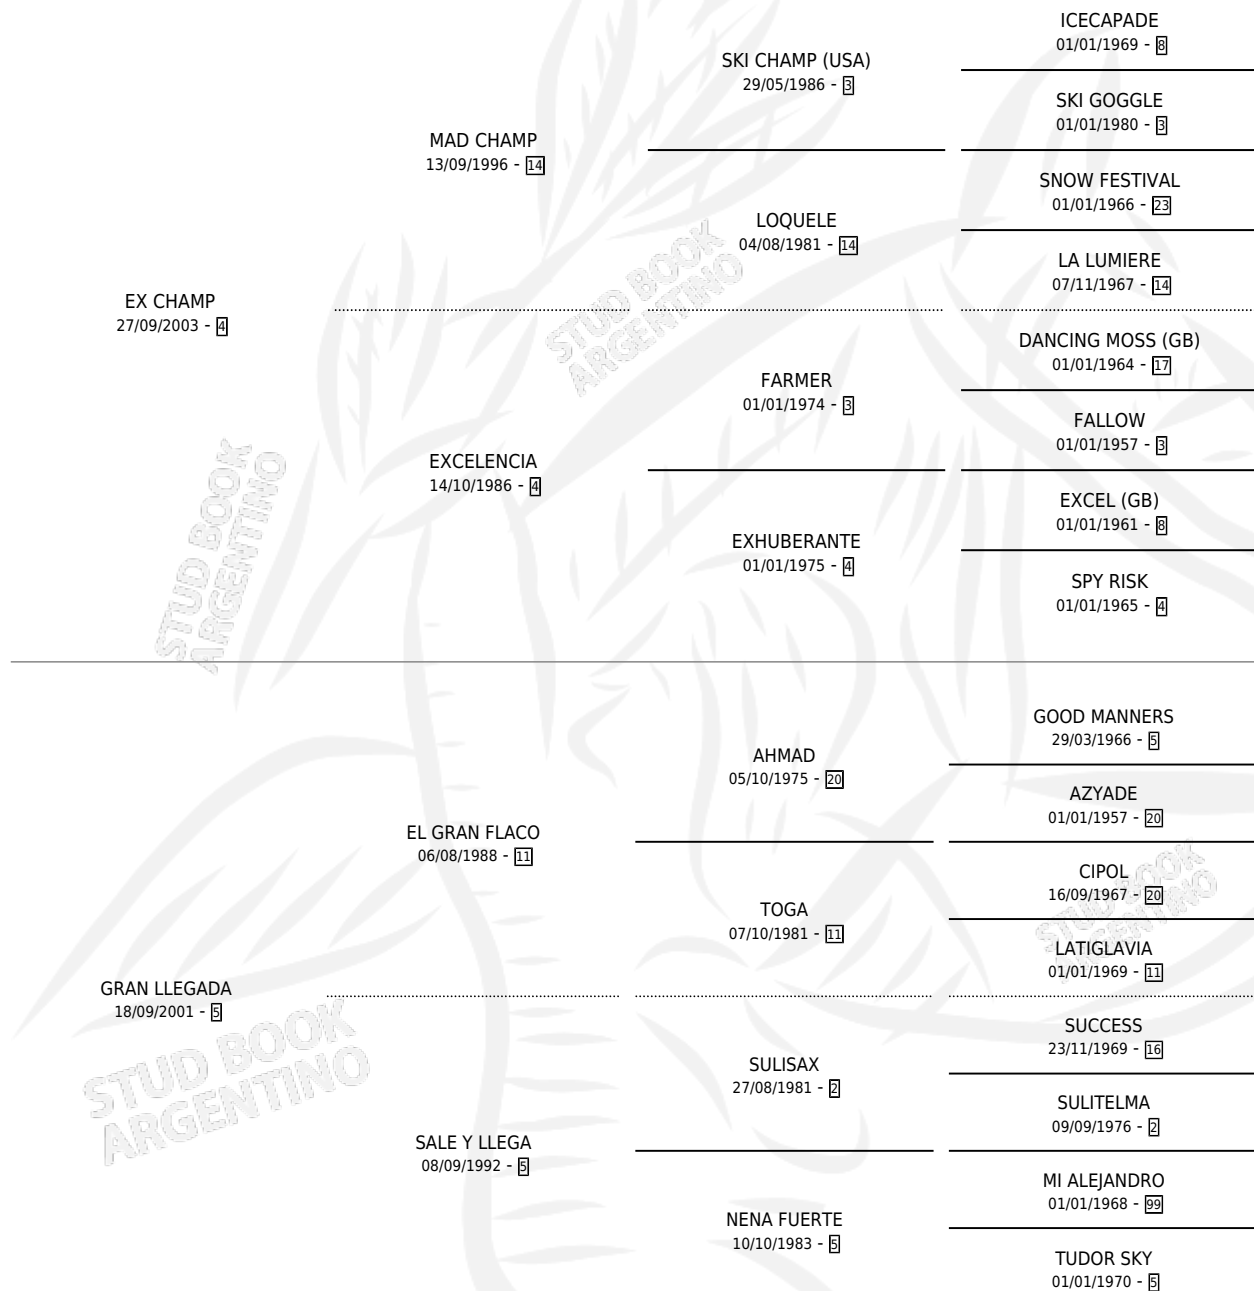 ICECAPADE
01/01/1969 - 8
SKI CHAMP (USA)
29/05/1986 - 3
SKI GOGGLE
01/01/1980 - 3
MAD CHAMP
13/09/1996 - 14
SNOW FESTIVAL
01/01/1966 - 23
LOQUELE
04/08/1981 - 14
LA LUMIERE
07/11/1967 - 14
EX CHAMP
27/09/2003 - 4
DANCING MOSS (GB)
01/01/1964 - 17
FARMER
01/01/1974 - 3
FALLOW
01/01/1957 - 3
EXCELENCIA
14/10/1986 - 4
EXCEL (GB)
01/01/1961 - 8
EXHUBERANTE
01/01/1975 - 4
SPY RISK
01/01/1965 - 4
GOOD MANNERS
29/03/1966 - 5
AHMAD
05/10/1975 - 20
AZYADE
01/01/1957 - 20
EL GRAN FLACO
06/08/1988 - 11
CIPOL
16/09/1967 - 20
TOGA
07/10/1981 - 11
LATIGLAVIA
01/01/1969 - 11
GRAN LLEGADA
18/09/2001 - 5
SUCCESS
23/11/1969 - 16
SULISAX
27/08/1981 - 2
SULITELMA
09/09/1976 - 2
SALE Y LLEGA
08/09/1992 - 5
MI ALEJANDRO
01/01/1968 - 99
NENA FUERTE
10/10/1983 - 5
TUDOR SKY
01/01/1970 - 5
STUD BOOK
ARGENTINO
STUD BOOK
ARGENTINO
STUD BOOK
ARGENTINO
STUD BOOK
ARGENTINO